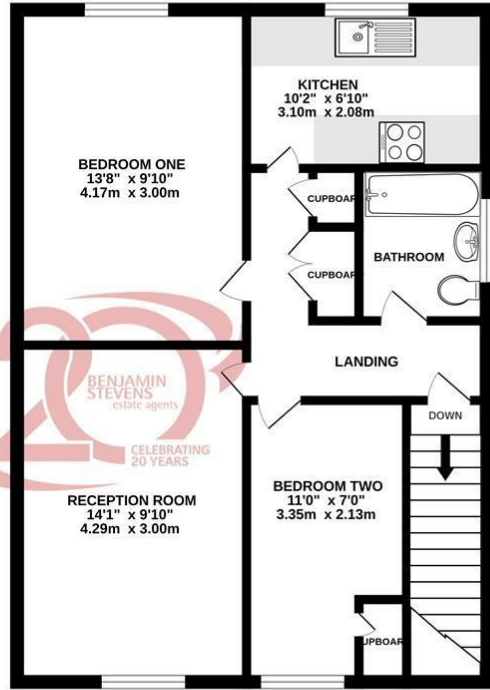 KITCHEN
10'2" x 6'10"
3.10m x 2.08m
BEDROOM ONE
13'8" x 9'10"
4.17m x 3.00m
CUPBOAR
BATHROOM
CUPBOAR
LANDING
BENJAMIN
STEVENS
estate agents
20
CELEBRATING
20 YEARS
DOWN
RECEPTION ROOM
14'1" x 9'10"
4.29m x 3.00m
BEDROOM TWO
11'0" x 7'0"
3.35m x 2.13m
UPBOAR